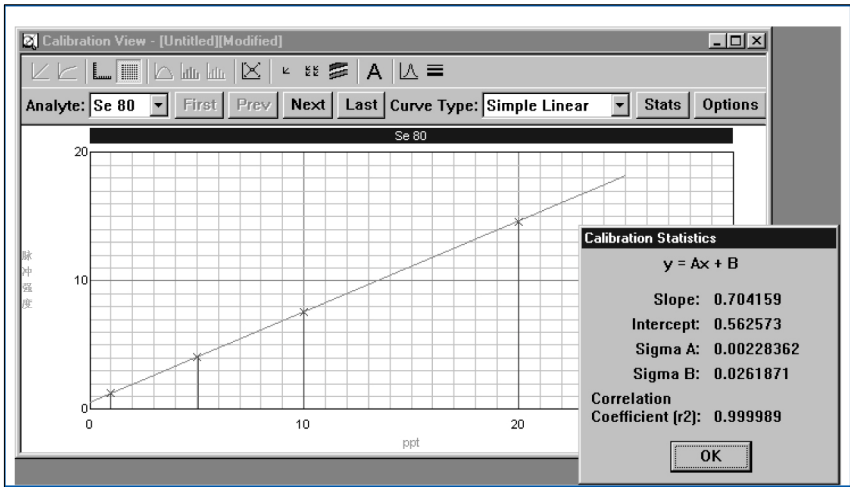 Calibration View - [Untitled][Modified]
A
Analyte: Se 80 First Prev Next Last Curve Type: Simple Linear Stats Options
Se 80
20
10
0
脉
冲
强
度
0 10 20
ppt
Calibration Statistics
y = Ax + B
Slope: 0.704159
Intercept: 0.562573
Sigma A: 0.00228362
Sigma B: 0.0261871
Correlation
Coefficient (r2): 0.999989
OK